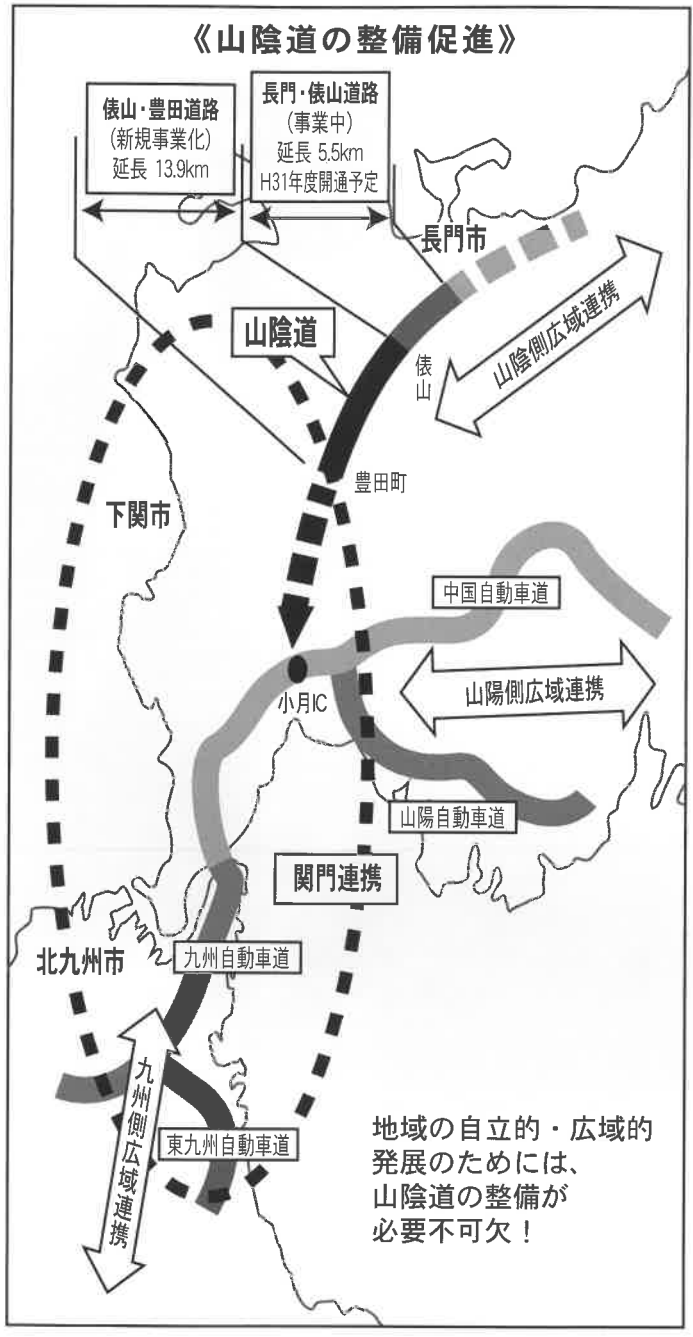 《山陰道の整備促進》
俵山・豊田道路
(新規事業化)
延長 13.9km
長門・俵山道路
(事業中)
延長 5.5km
H31年度開通予定
長門市
山陰道
山陰側広域連携
俵山
豊田町
下関市
中国自動車道
小月IC
山陽側広域連携
山陽自動車道
関門連携
北九州市
九州自動車道
九州側広域連携
東九州自動車道
地域の自立的・広域的
発展のためには、
山陰道の整備が
必要不可欠！